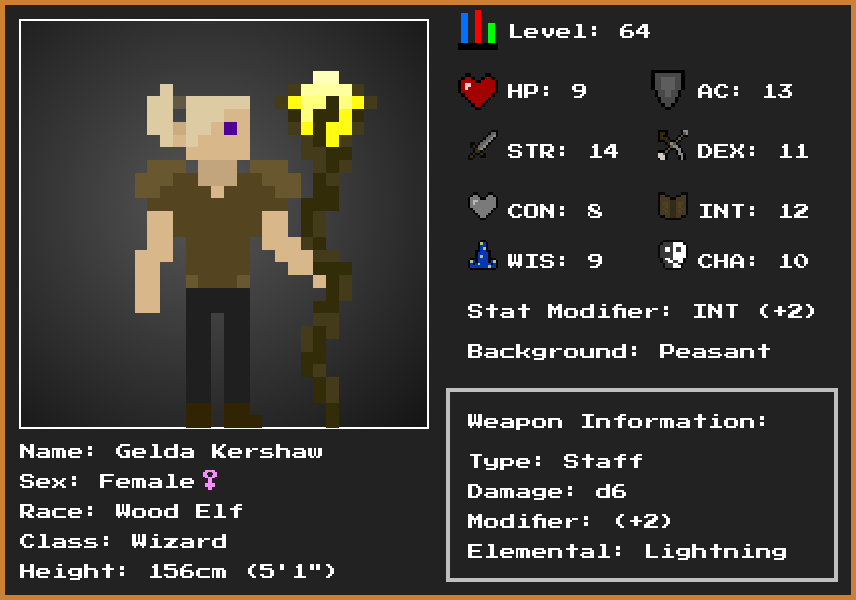 Level: 64
HP: 9
AC: 13
STR: 14
DEX: 11
CON: 8
INT: 12
WIS: 9
CHA: 10
Stat Modifier: INT (+2)
Background: Peasant
Weapon Information:
Type: Staff
Damage: d6
Modifier: (+2)
Elemental: Lightning
Name: Gelda Kershaw
Sex: Female♀
Race: Wood Elf
Class: Wizard
Height: 156cm (5'1")